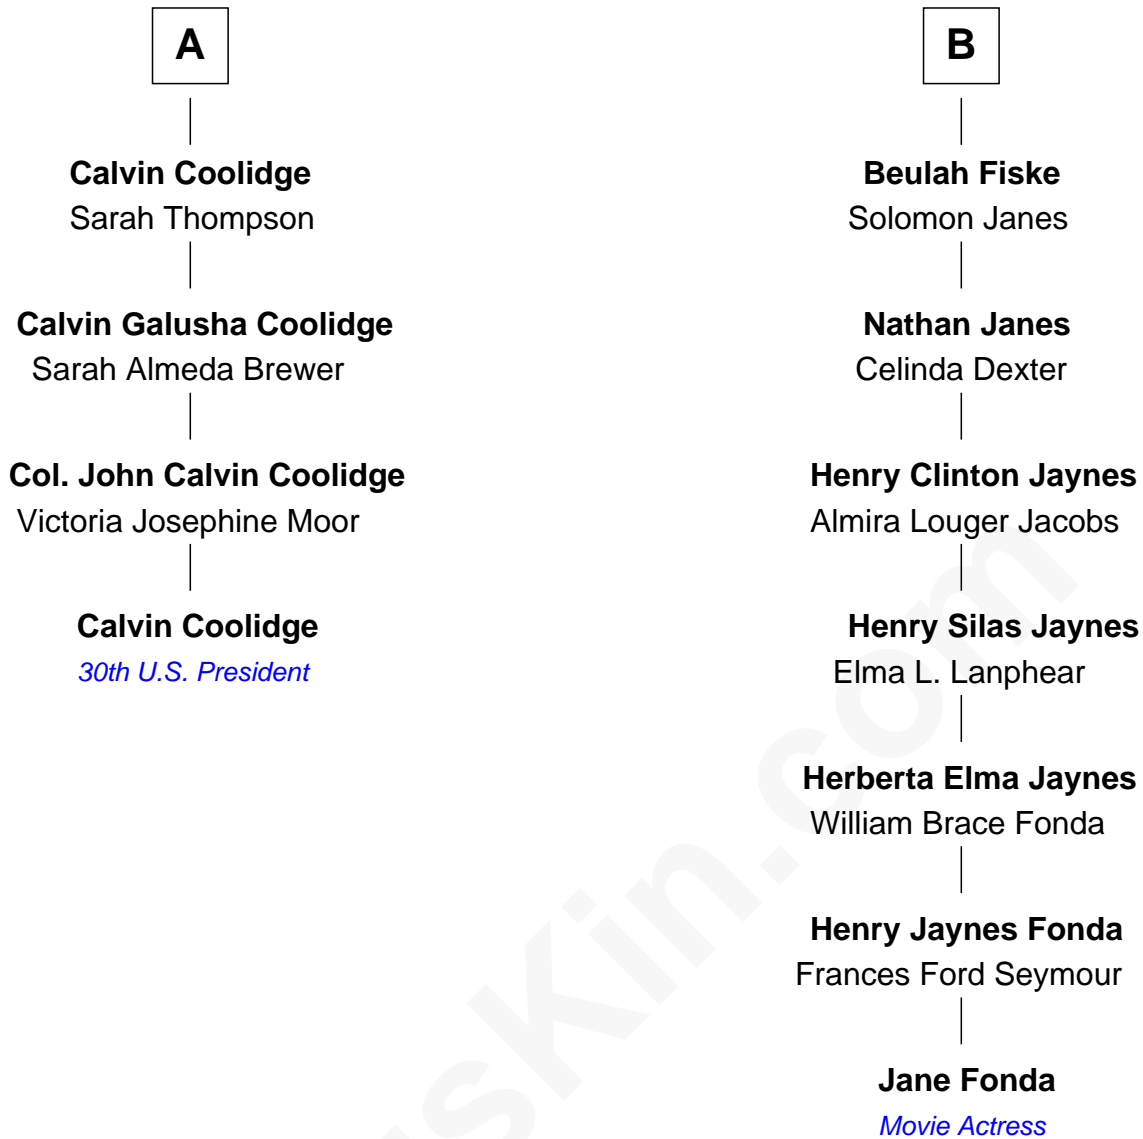 A
Calvin Coolidge
Sarah Thompson
Calvin Galusha Coolidge
Sarah Almeda Brewer
Col. John Calvin Coolidge
Victoria Josephine Moor
Calvin Coolidge
30th U.S. President
B
Beulah Fiske
Solomon Janes
Nathan Janes
Celinda Dexter
Henry Clinton Jaynes
Almira Louger Jacobs
Henry Silas Jaynes
Elma L. Lanphear
Herberta Elma Jaynes
William Brace Fonda
Henry Jaynes Fonda
Frances Ford Seymour
Jane Fonda
Movie Actress
sKin.com